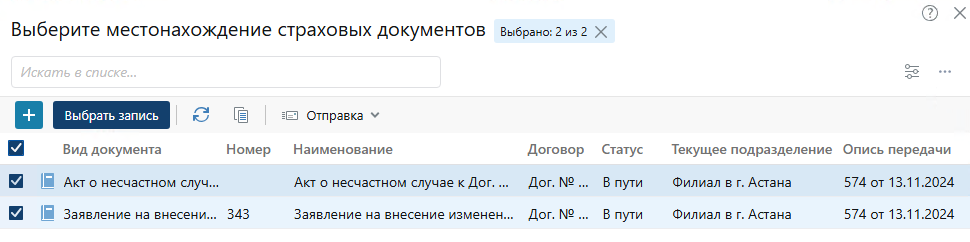 Выберите местонахождение страховых документов Выбрано: 2 из 2
Искать в списке...
Выбрать запись Отправка
Вид документа Номер Наименование Договор Статус Текущее подразделение Опись передачи
Акт о несчастном случ... Акт о несчастном случае к Дог. ... Дог. № ... В пути Филиал в г. Астана 574 от 13.11.2024
Заявление на внесени... 343 Заявление на внесение изменен... Дог. № ... В пути Филиал в г. Астана 574 от 13.11.2024